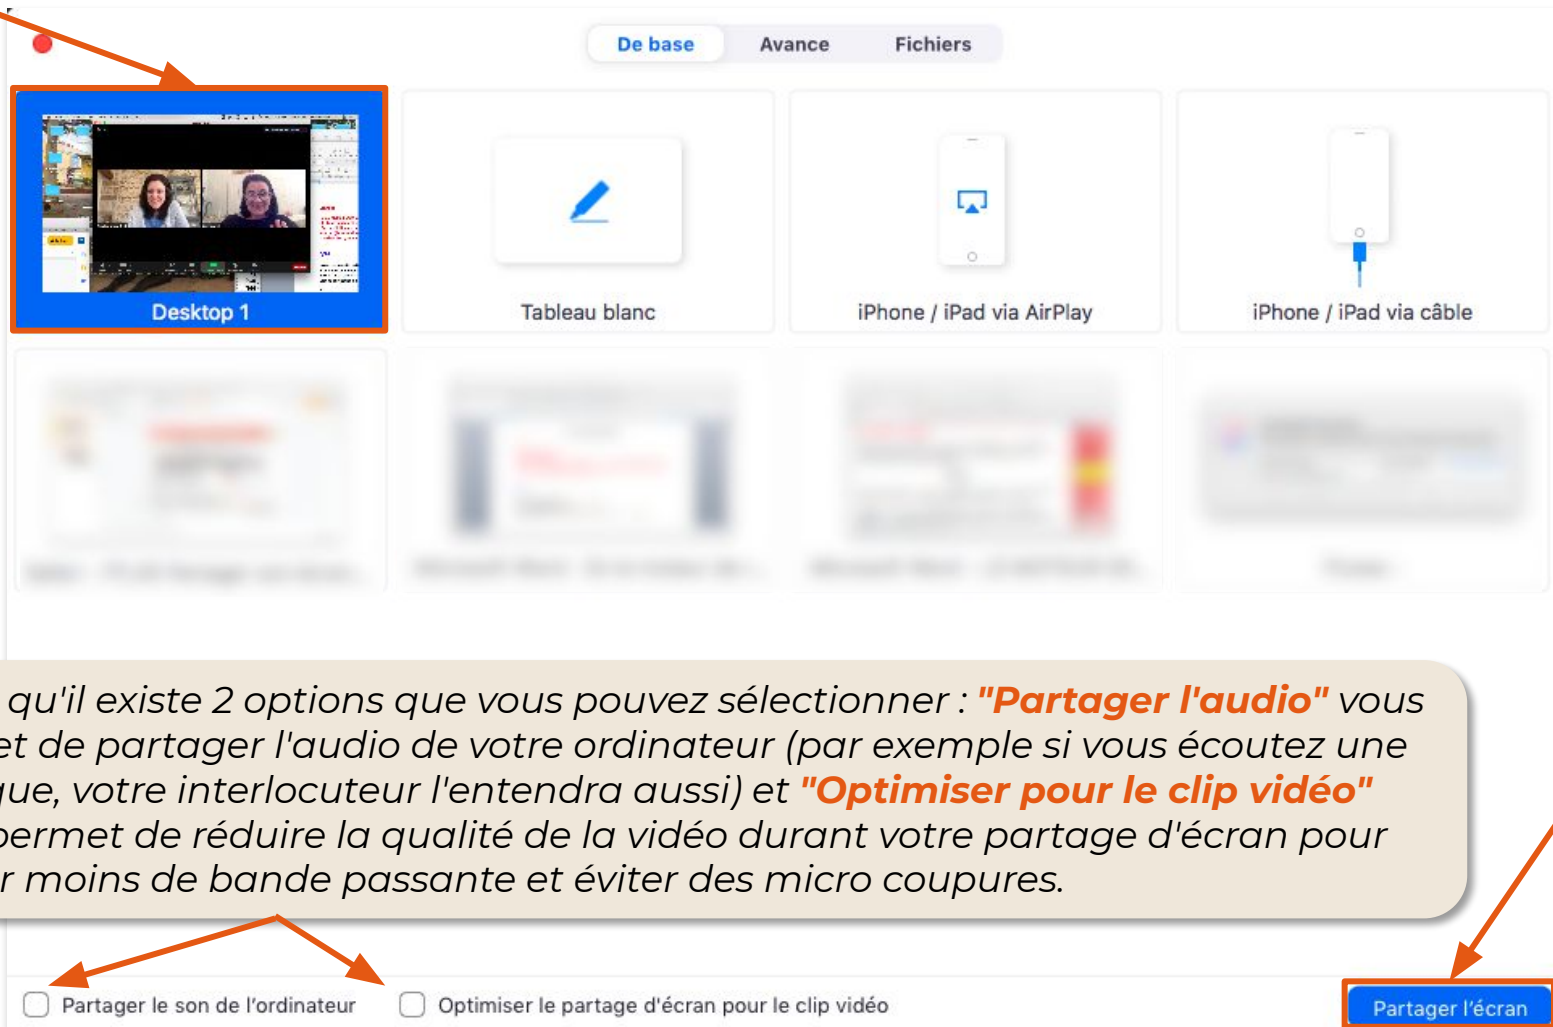 De base Avance Fichiers
Desktop 1 Tableau blanc iPhone / iPad via AirPlay iPhone / iPad via câble
qu'il existe 2 options que vous pouvez sélectionner : "Partager l'audio" vous
et de partager l'audio de votre ordinateur (par exemple si vous écoutez une
que, votre interlocuteur l'entendra aussi) et "Optimiser pour le clip vidéo"
permet de réduire la qualité de la vidéo durant votre partage d'écran pour
r moins de bande passante et éviter des micro coupures.
Partager le son de l'ordinateur Optimiser le partage d'écran pour le clip vidéo Partager l'écran